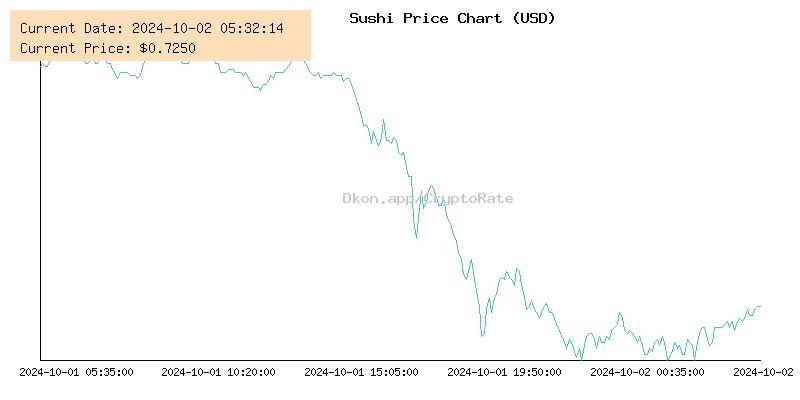 Sushi Price Chart (USD)
Current Date: 2024-10-02 05:32:14
Current Price: $0.7250
Dkon.app/CryptoRate
2024-10-01 05:35:00
2024-10-01 10:20:00
2024-10-01 15:05:00
2024-10-01 19:50:00
2024-10-02 00:35:00
2024-10-02